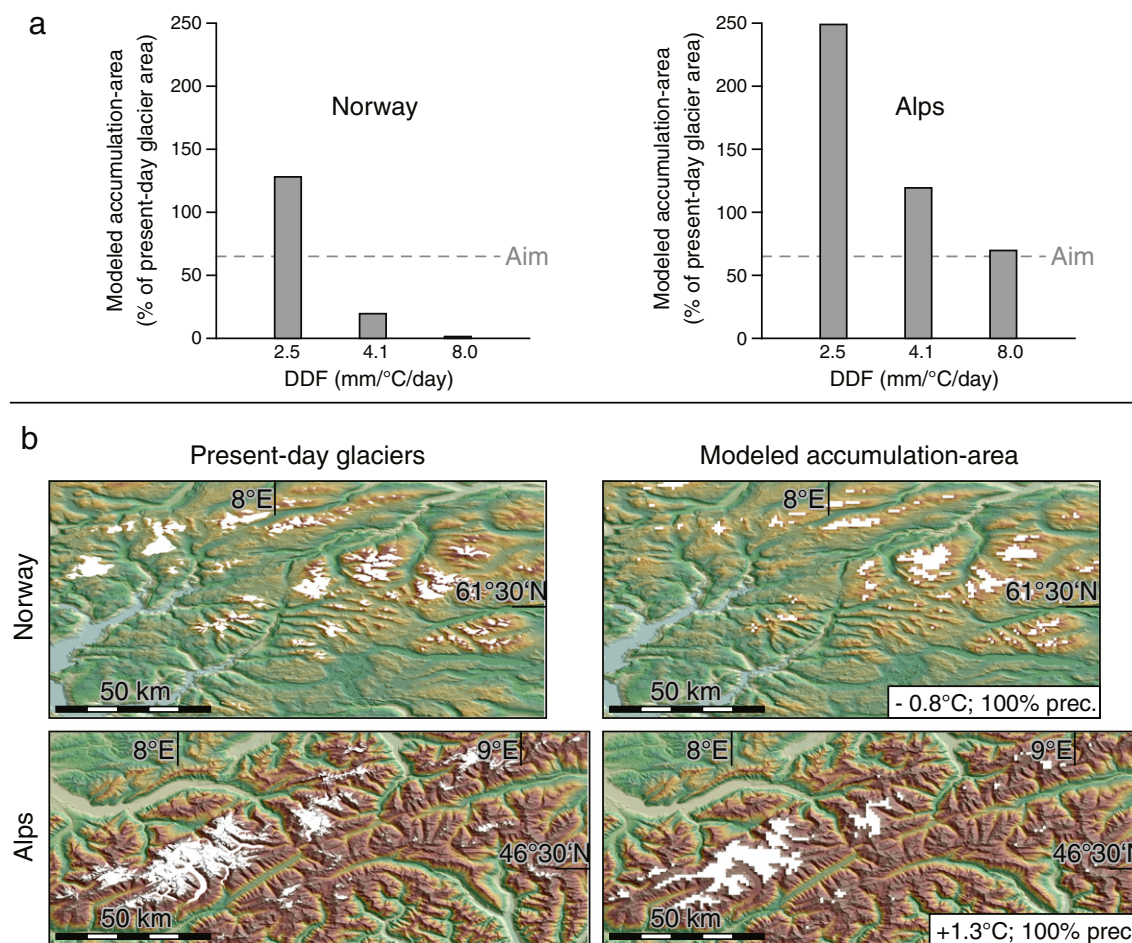 a
Modeled accumulation-area
(% of present-day glacier area)
250
200
150
100
50
0
Norway
Aim
2.5 4.1 8.0
DDF (mm/°C/day)
Modeled accumulation-area
(% of present-day glacier area)
250
200
150
100
50
0
Alps
Aim
2.5 4.1 8.0
DDF (mm/°C/day)
b
Present-day glaciers
Modeled accumulation-area
Norway
8°E
61°30'N
50 km
8°E
61°30'N
50 km
- 0.8°C; 100% prec.
Alps
8°E
9°E
46°30'N
50 km
8°E
9°E
46°30'N
50 km
+1.3°C; 100% prec.